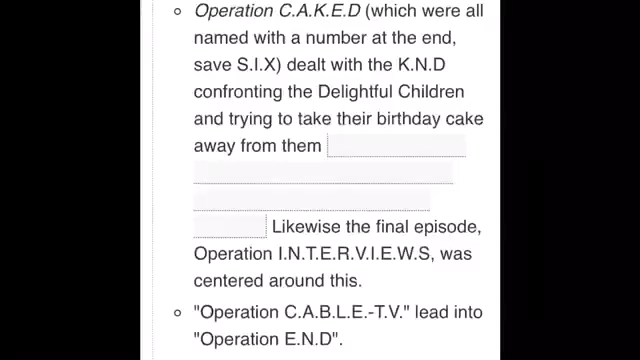 Operation C.A.K.E.D (which were all
named with a number at the end,
save S.I.X) dealt with the K.N.D
confronting the Delightful Children
and trying to take their birthday cake
away from them
Likewise the final episode,
Operation I.N.T.E.R.V.I.E.W.S, was
centered around this.
"Operation C.A.B.L.E.-T.V." lead into
"Operation E.N.D".